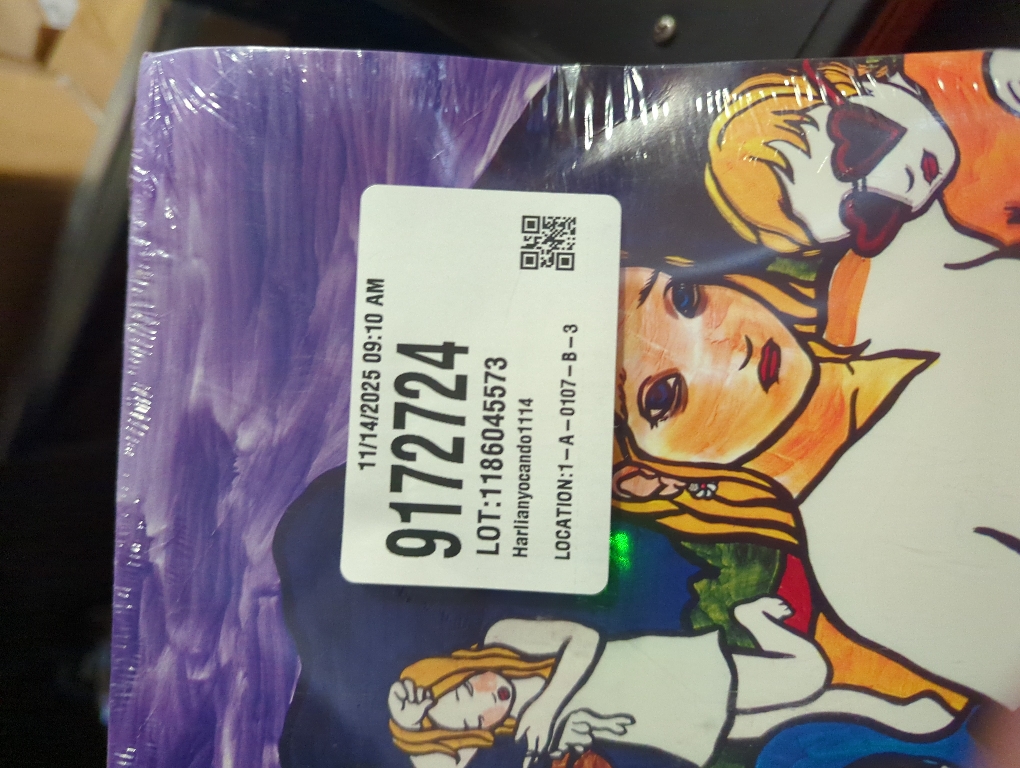 11/14/2025 09:10 AM
9172724
LOT:1186045573
Harlianyocando1114
LOCATION:1-A-0107-B-3